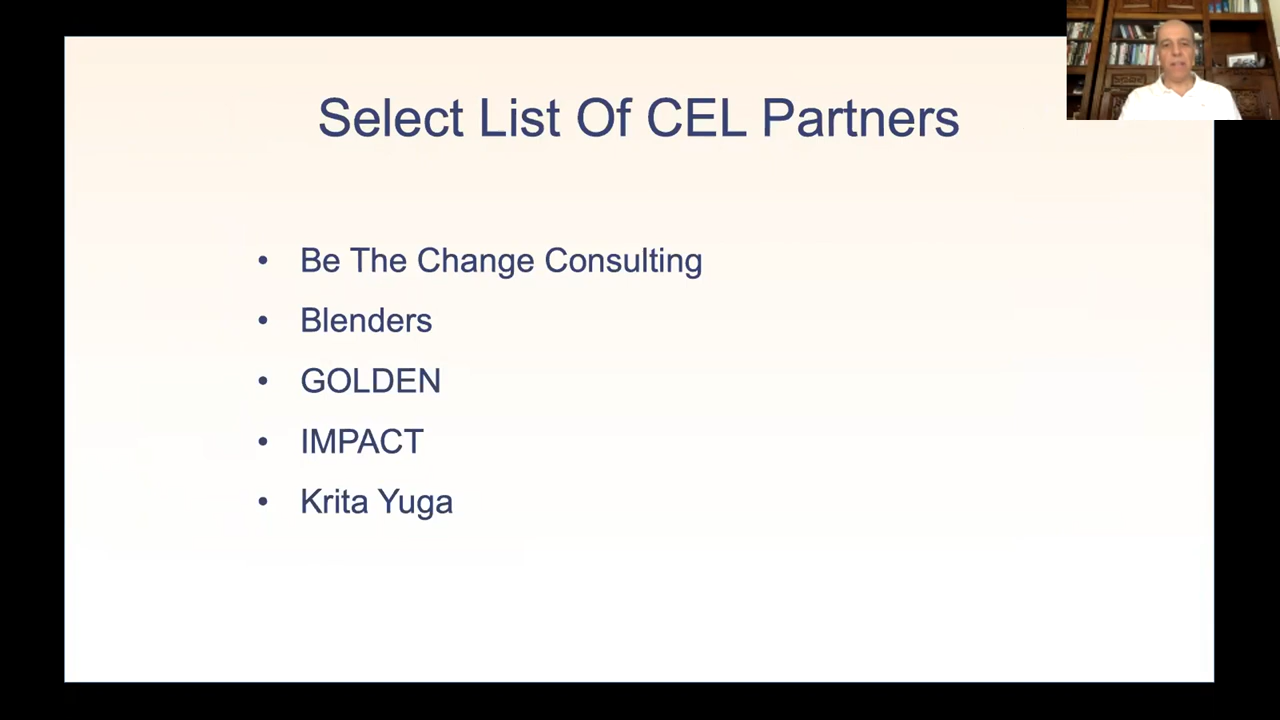 Select List Of CEL Partners
• Be The Change Consulting
• Blenders
• GOLDEN
• IMPACT
• Krita Yuga